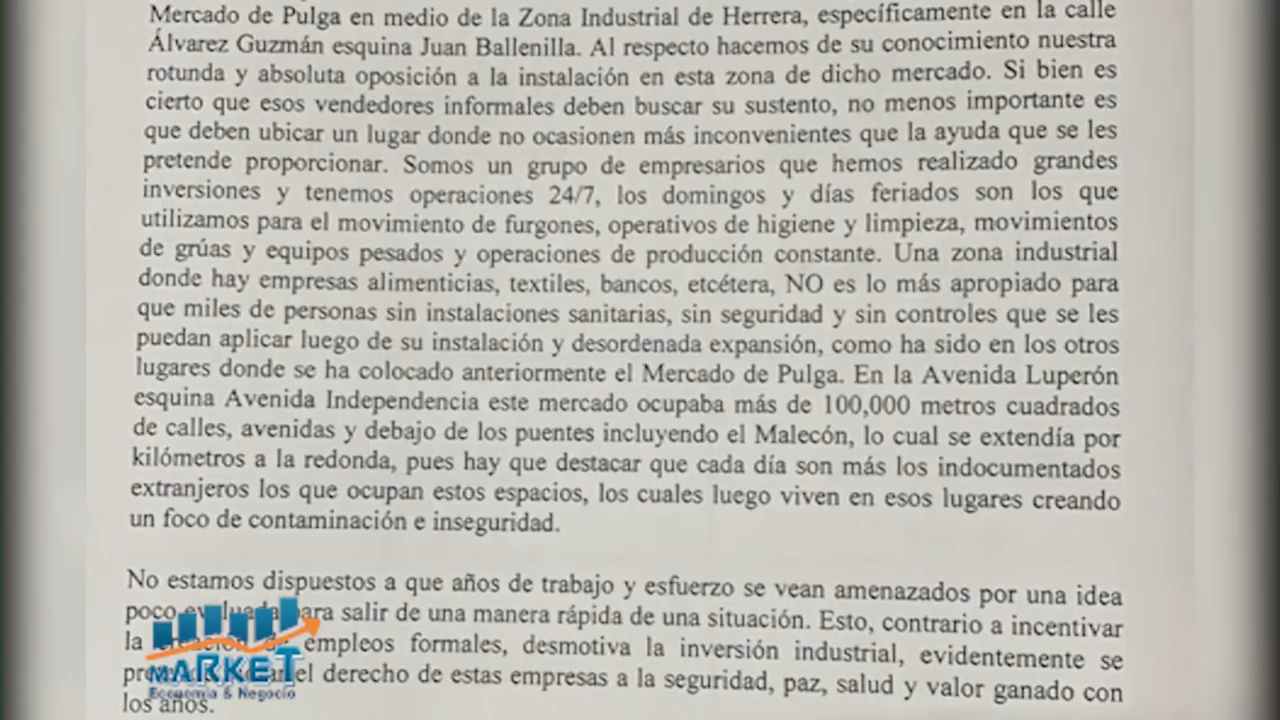 Mercado de Pulga en medio de la Zona Industrial de Herrera, específicamente en la calle
Álvarez Guzmán esquina Juan Ballenilla. Al respecto hacemos de su conocimiento nuestra
rotunda y absoluta oposición a la instalación en esta zona de dicho mercado. Si bien es
cierto que esos vendedores informales deben buscar su sustento, no menos importante es
que deben ubicar un lugar donde no ocasionen más inconvenientes que la ayuda que se les
pretende proporcionar. Somos un grupo de empresarios que hemos realizado grandes
inversiones y tenemos operaciones 24/7, los domingos y días feriados son los que
utilizamos para el movimiento de furgones, operativos de higiene y limpieza, movimientos
de grúas y equipos pesados y operaciones de producción constante. Una zona industrial
donde hay empresas alimenticias, textiles, bancos, etcétera, NO es lo más apropiado para
que miles de personas sin instalaciones sanitarias, sin seguridad y sin controles que se les
puedan aplicar luego de su instalación y desordenada expansión, como ha sido en los otros
lugares donde se ha colocado anteriormente el Mercado de Pulga. En la Avenida Luperón
esquina Avenida Independencia este mercado ocupaba más de 100,000 metros cuadrados
de calles, avenidas y debajo de los puentes incluyendo el Malecón, lo cual se extendía por
kilómetros a la redonda, pues hay que destacar que cada día son más los indocumentados
extranjeros los que ocupan estos espacios, los cuales luego viven en esos lugares creando
un foco de contaminación e inseguridad.
No estamos dispuestos a que años de trabajo y esfuerzo se vean amenazados por una idea
poco evaluada para salir de una manera rápida de una situación. Esto, contrario a incentivar
la empleos formales, desmotiva la inversión industrial, evidentemente se
el derecho de estas empresas a la seguridad, paz, salud y valor ganado con
los años.
MARKET
Economía & Negocio